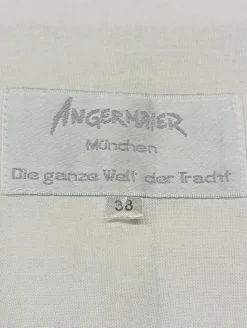 ANGERMAIER
München
Die ganze Welt der Tracht
38